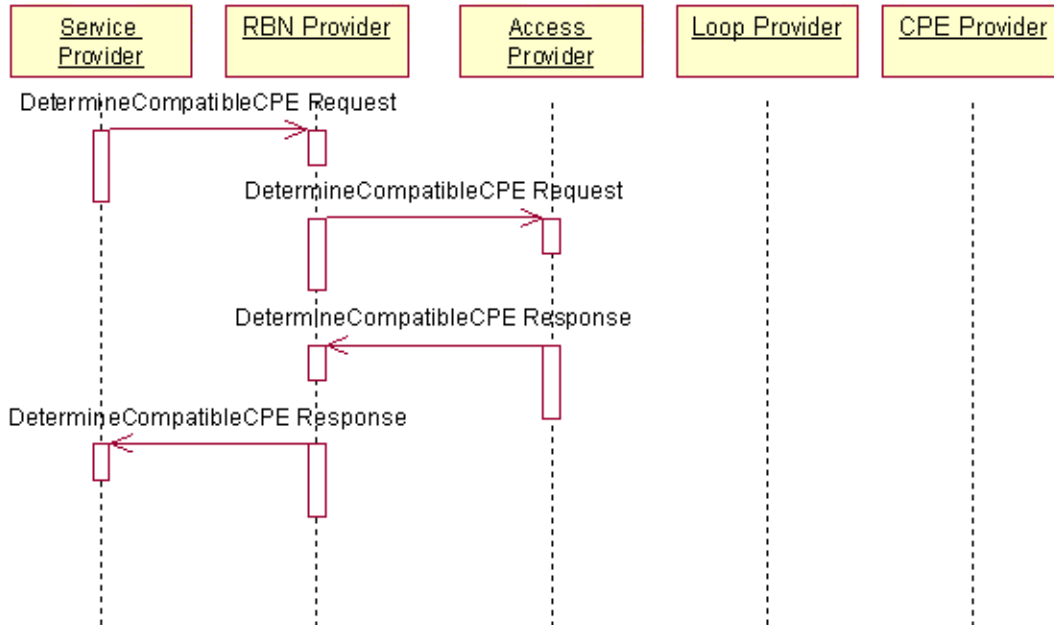 Service
Provider
RBN Provider
Access
Provider
Loop Provider
CPE Provider
DetermineCompatibleCPE Request
DetermineCompatibleCPE Request
DetermineCompatibleCPE Response
DetermineCompatibleCPE Response